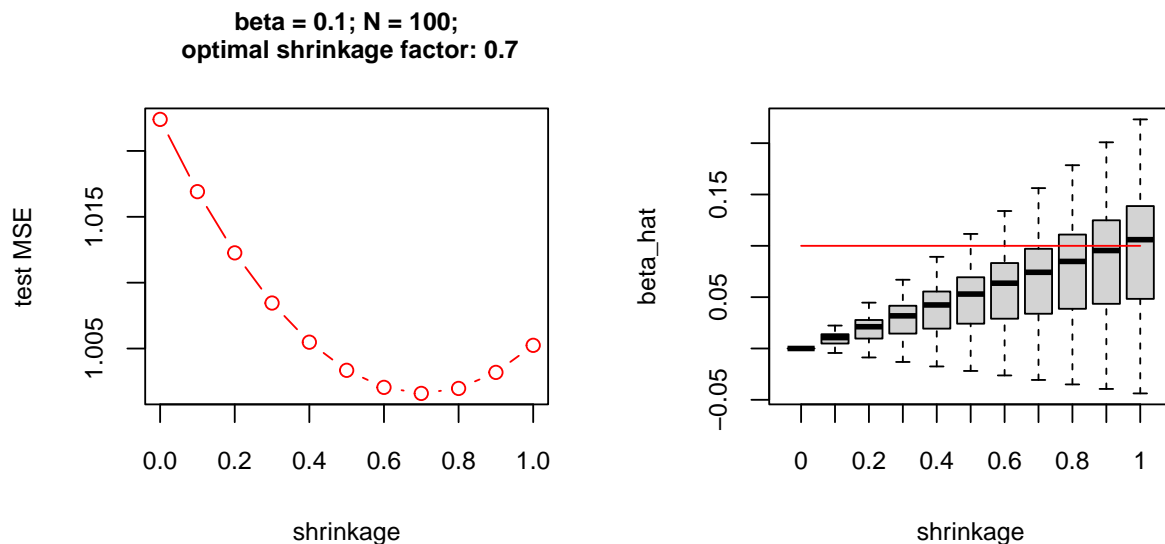 beta = 0.1; N = 100;
optimal shrinkage factor: 0.7
test MSE
1.015
1.005
0.0 0.2 0.4 0.6 0.8 1.0
shrinkage
beta_hat
0.15
0.05
−0.05
0 0.2 0.4 0.6 0.8 1
shrinkage